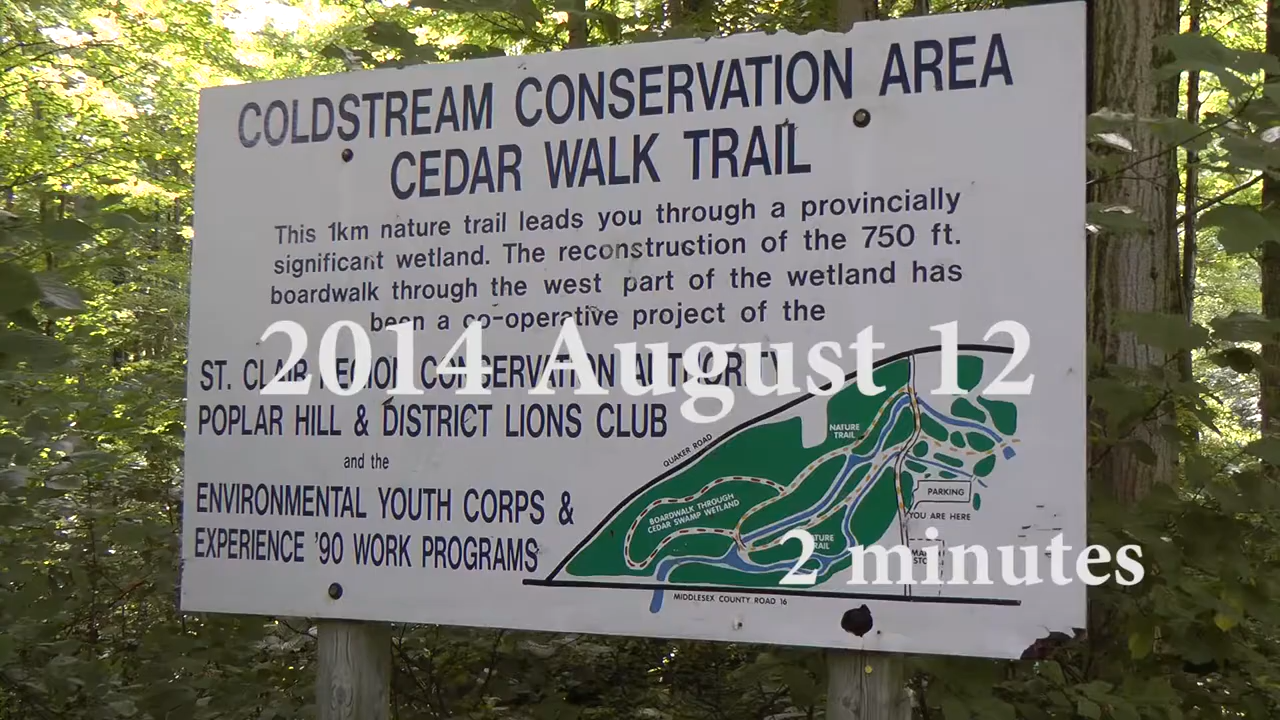 COLDSTREAM CONSERVATION AREA
CEDAR WALK TRAIL
This 1km nature trail leads you through a provincially
significant wetland. The reconstruction of the 750 ft.
boardwalk through the west part of the wetland has
been a co-operative project of the
ST. CLAIR REGION CONSERVATION AUTHORITY
2014 August 12
POPLAR HILL & DISTRICT LIONS CLUB
and the
ENVIRONMENTAL YOUTH CORPS &
EXPERIENCE '90 WORK PROGRAMS
QUAKER ROAD
NATURE
TRAIL
BOARDWALK THROUGH
CEDAR SWAMP WETLAND
PARKING
YOU ARE HERE
2 minutes
MIDDLESEX COUNTY ROAD 16